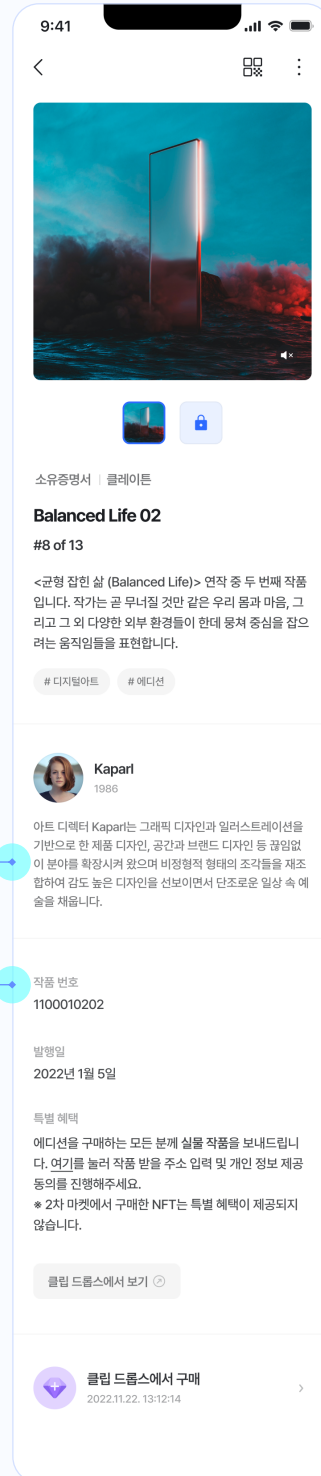 9:41
소유증명서 | 클레이튼
Balanced Life 02
#8 of 13
<균형 잡힌 삶 (Balanced Life)> 연작 중 두 번째 작품
입니다. 작가는 곧 무너질 것만 같은 우리 몸과 마음, 그
리고 그 외 다양한 외부 환경들이 한데 뭉쳐 중심을 잡으
려는 움직임들을 표현합니다.
# 디지털아트 # 에디션
Kaparl
1986
아트 디렉터 Kaparl는 그래픽 디자인과 일러스트레이션을
기반으로 한 제품 디자인, 공간과 브랜드 디자인 등 끊임없
이 분야를 확장시켜 왔으며 비정형적 형태의 조각들을 재조
합하여 감도 높은 디자인을 선보이면서 단조로운 일상 속 예
술을 채웁니다.
작품 번호
1100010202
발행일
2022년 1월 5일
특별 혜택
에디션을 구매하는 모든 분께 실물 작품을 보내드립니
다. 여기를 눌러 작품 받을 주소 입력 및 개인 정보 제공
동의를 진행해주세요.
※ 2차 마켓에서 구매한 NFT는 특별 혜택이 제공되지
않습니다.
클립 드롭스에서 보기
클립 드롭스에서 구매
2022.11.22. 13:12:14